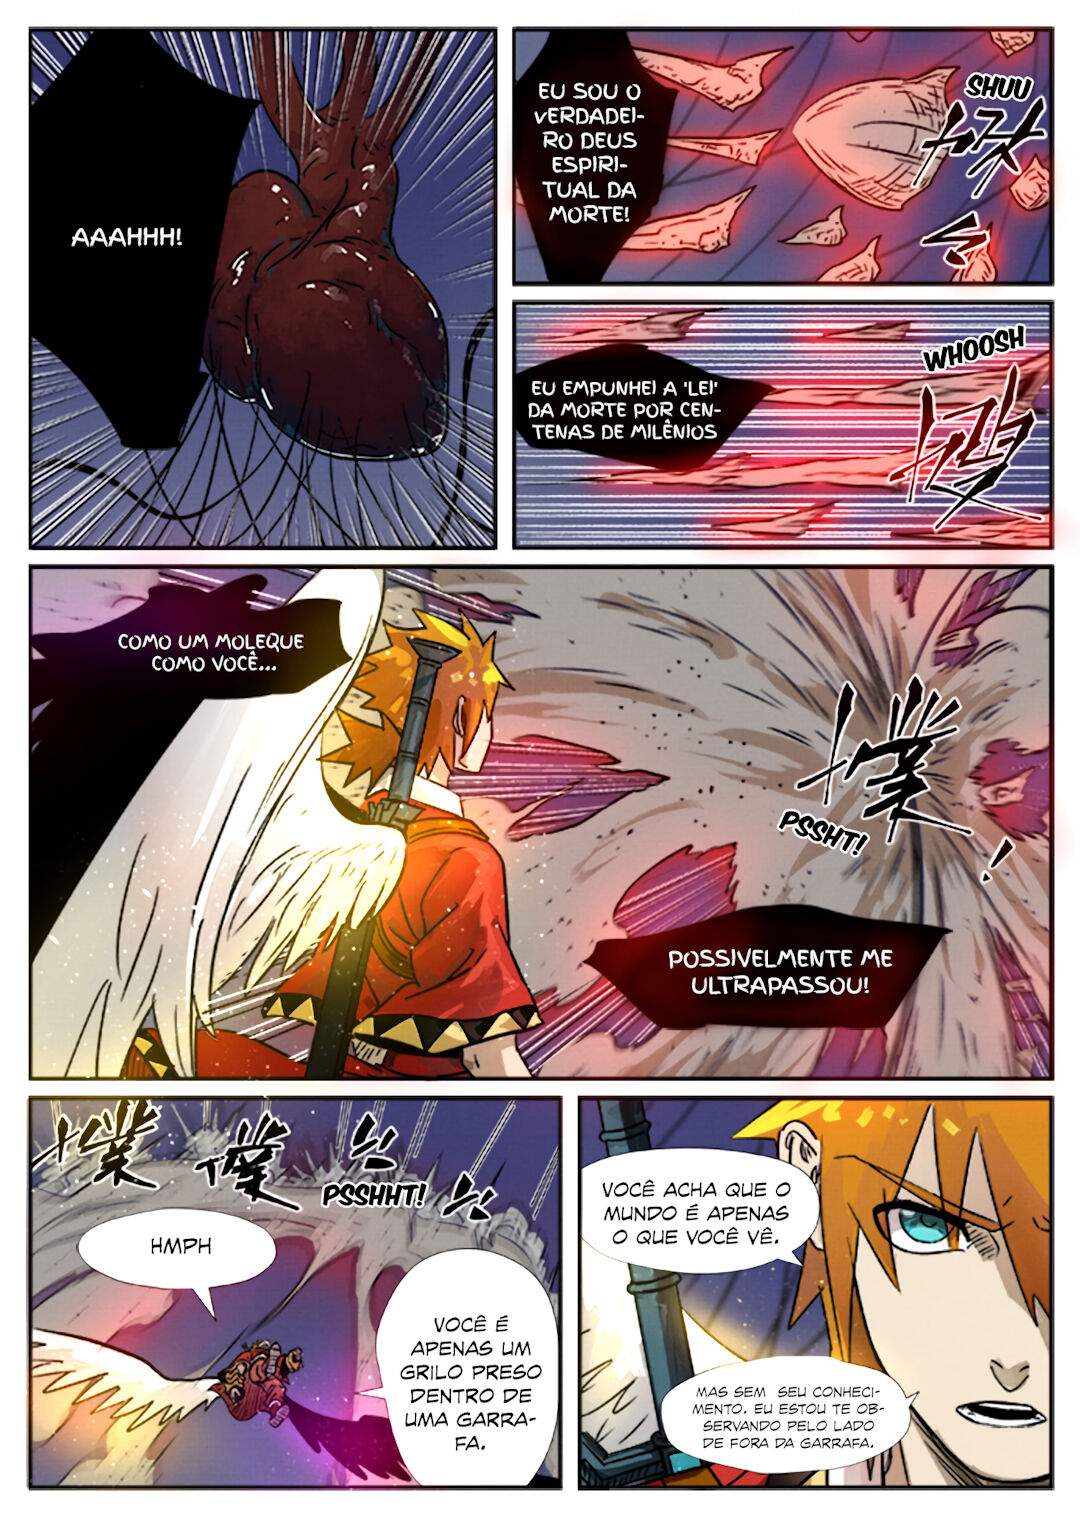 AAAHHH!
EU SOU O
VERDADEI-
RO DEUS
ESPIRI-
TUAL DA
MORTE!
SHUU
EU EMPUNHEI A 'LEI'
DA MORTE POR CEN-
TENAS DE MILÊNIOS
WHOOSH
COMO UM MOLEQUE
COMO VOCÊ...
PSSHT!
POSSIVELMENTE ME
ULTRAPASSOU!
PSSHHT!
HMPH
VOCÊ É
APENAS UM
GRILO PRESO
DENTRO DE
UMA GARRA-
FA.
VOCÊ ACHA QUE O
MUNDO É APENAS
O QUE VOCÊ VÊ.
MAS SEM SEU CONHECI-
MENTO. EU ESTOU TE OB-
SERVANDO PELO LADO
DE FORA DA GARRAFA.